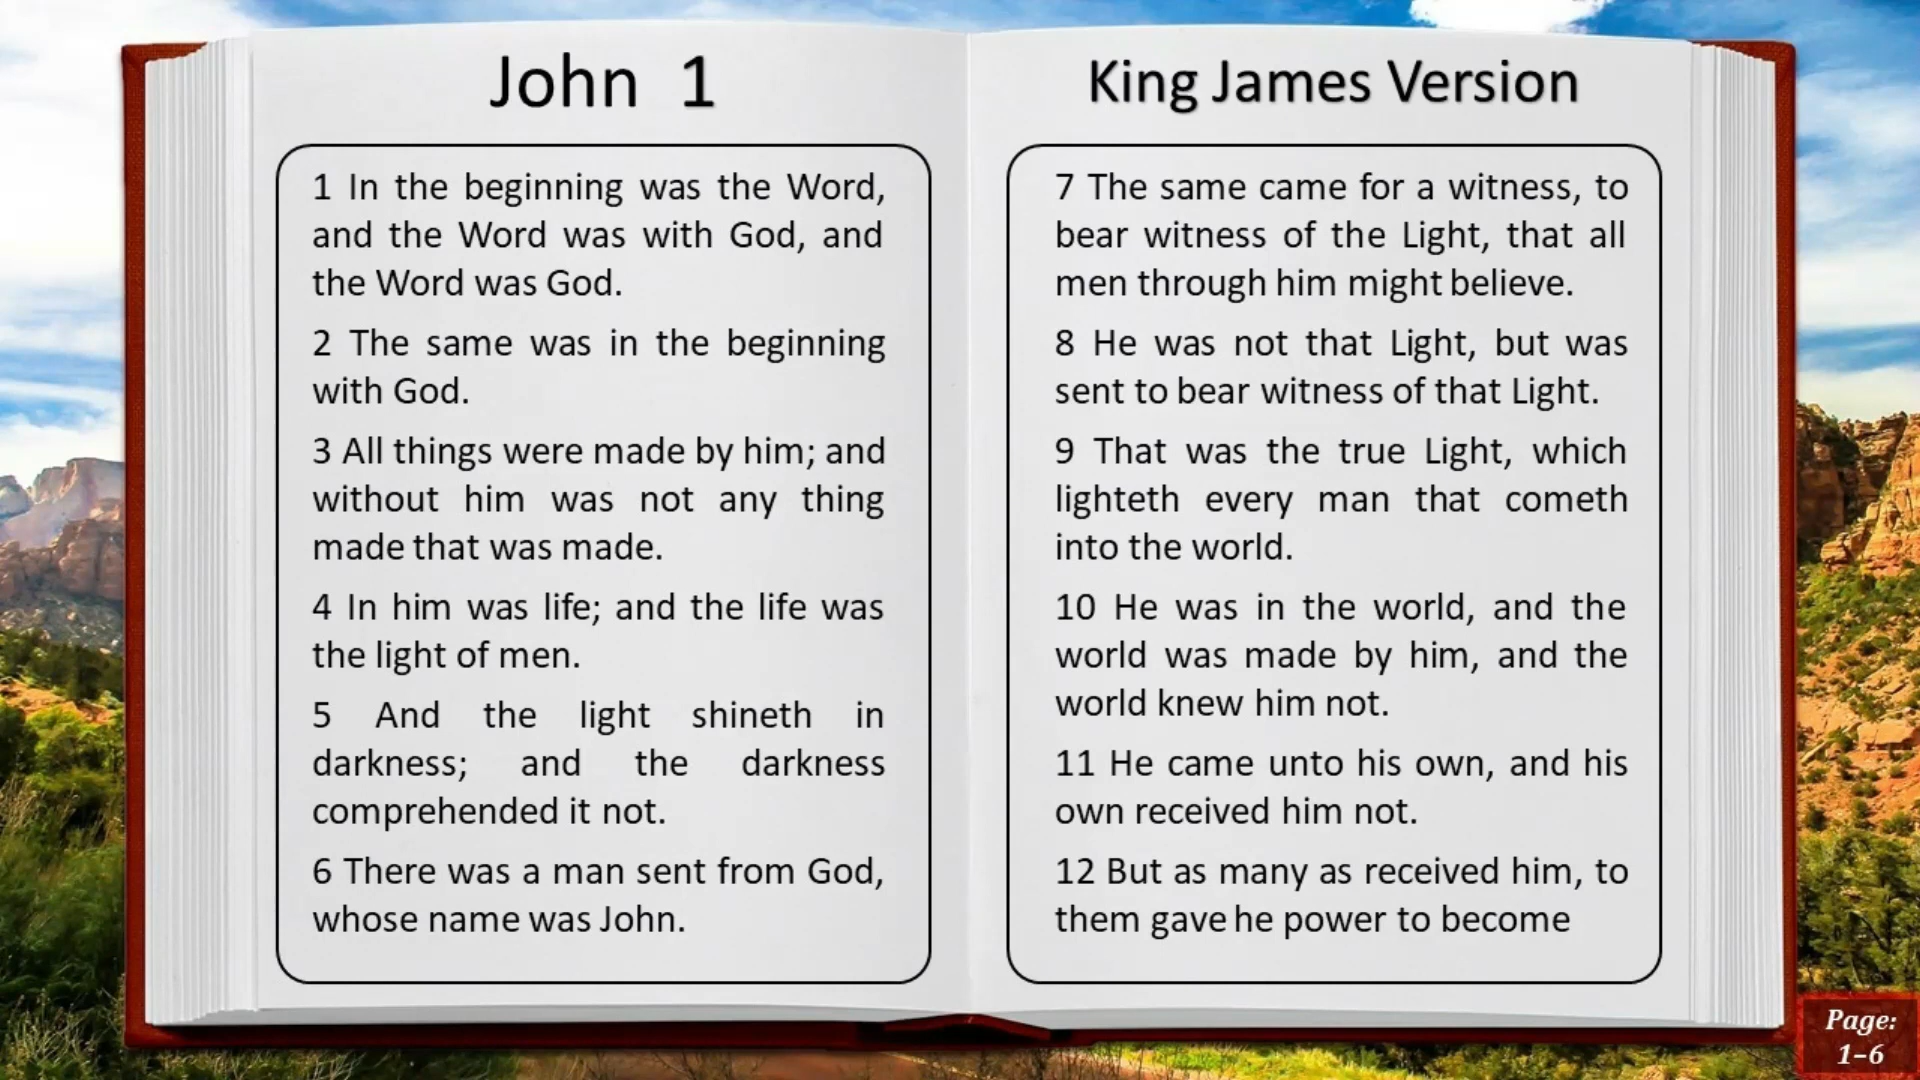 John 1
1 In the beginning was the Word,
and the Word was with God, and
the Word was God.
2 The same was in the beginning
with God.
3 All things were made by him; and
without him was not any thing
made that was made.
4 In him was life; and the life was
the light of men.
5 And the light shineth in
darkness; and the darkness
comprehended it not.
6 There was a man sent from God,
whose name was John.
King James Version
7 The same came for a witness, to
bear witness of the Light, that all
men through him might believe.
8 He was not that Light, but was
sent to bear witness of that Light.
9 That was the true Light, which
lighteth every man that cometh
into the world.
10 He was in the world, and the
world was made by him, and the
world knew him not.
11 He came unto his own, and his
own received him not.
12 But as many as received him, to
them gave he power to become
Page:
1–6